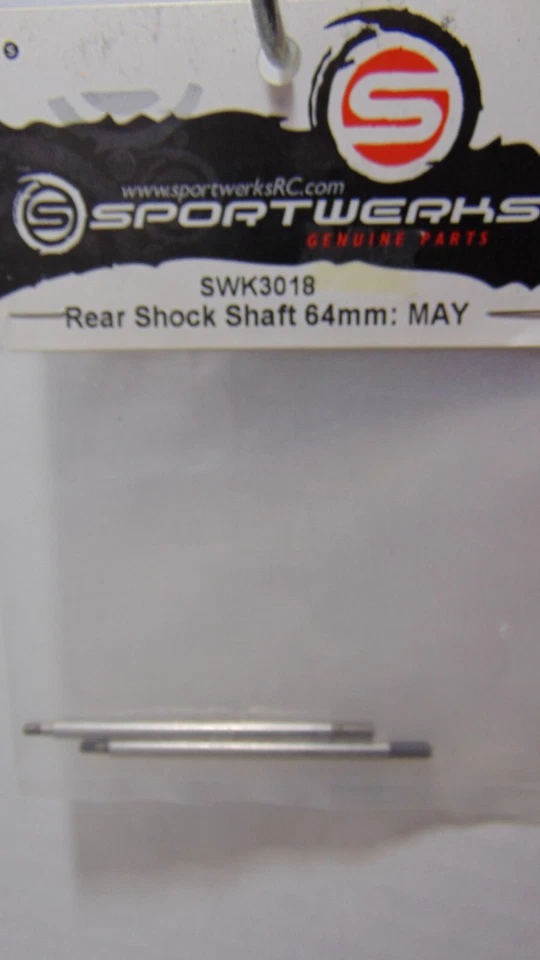 S
S
www.sportwerksRC.com
S SPORTWERKS
GENUINE PARTS
SWK3018
Rear Shock Shaft 64mm: MAY